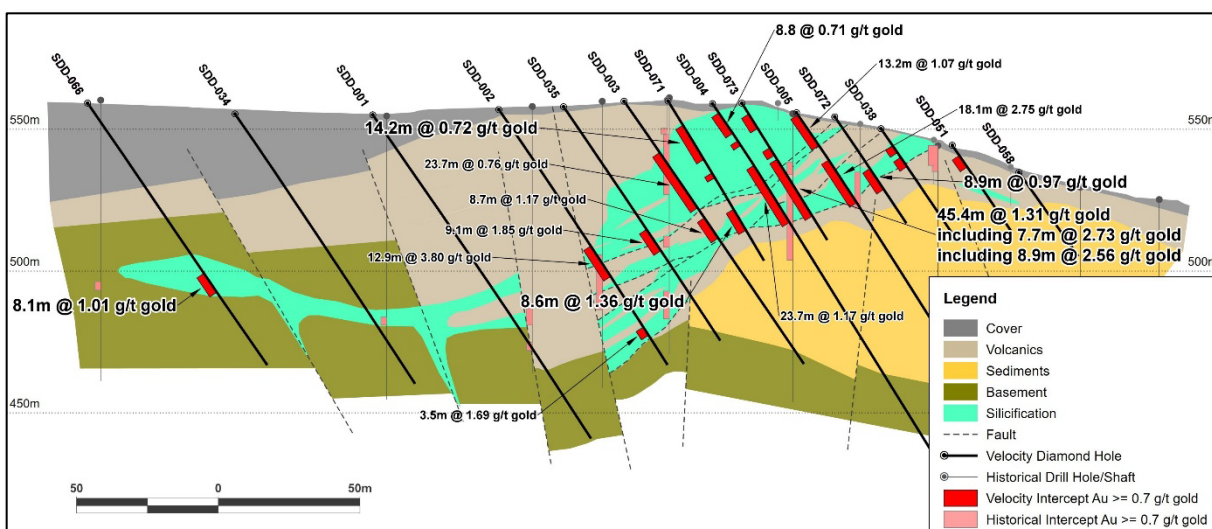 8.8 @ 0.71 g/t gold
SDD-066
SDD-034
SDD-001
SDD-002
SDD-035
SDD-003
SDD-071
SDD-004
SDD-073
SDD-005
SDD-072
SDD-038
SDD-051
SDD-058
13.2m @ 1.07 g/t gold
18.1m @ 2.75 g/t gold
550m
550m
14.2m @ 0.72 g/t gold
23.7m @ 0.76 g/t gold
8.7m @ 1.17 g/t gold
9.1m @ 1.85 g/t gold
12.9m @ 3.80 g/t gold
8.9m @ 0.97 g/t gold
45.4m @ 1.31 g/t gold
including 7.7m @ 2.73 g/t gold
including 8.9m @ 2.56 g/t gold
500m
500m
8.1m @ 1.01 g/t gold
8.6m @ 1.36 g/t gold
23.7m @ 1.17 g/t gold
450m
3.5m @ 1.69 g/t gold
50
0
50m
Legend
Cover
Volcanics
Sediments
Basement
Silicification
Fault
Velocity Diamond Hole
Historical Drill Hole/Shaft
Velocity Intercept Au >= 0.7 g/t gold
Historical Intercept Au >= 0.7 g/t gold